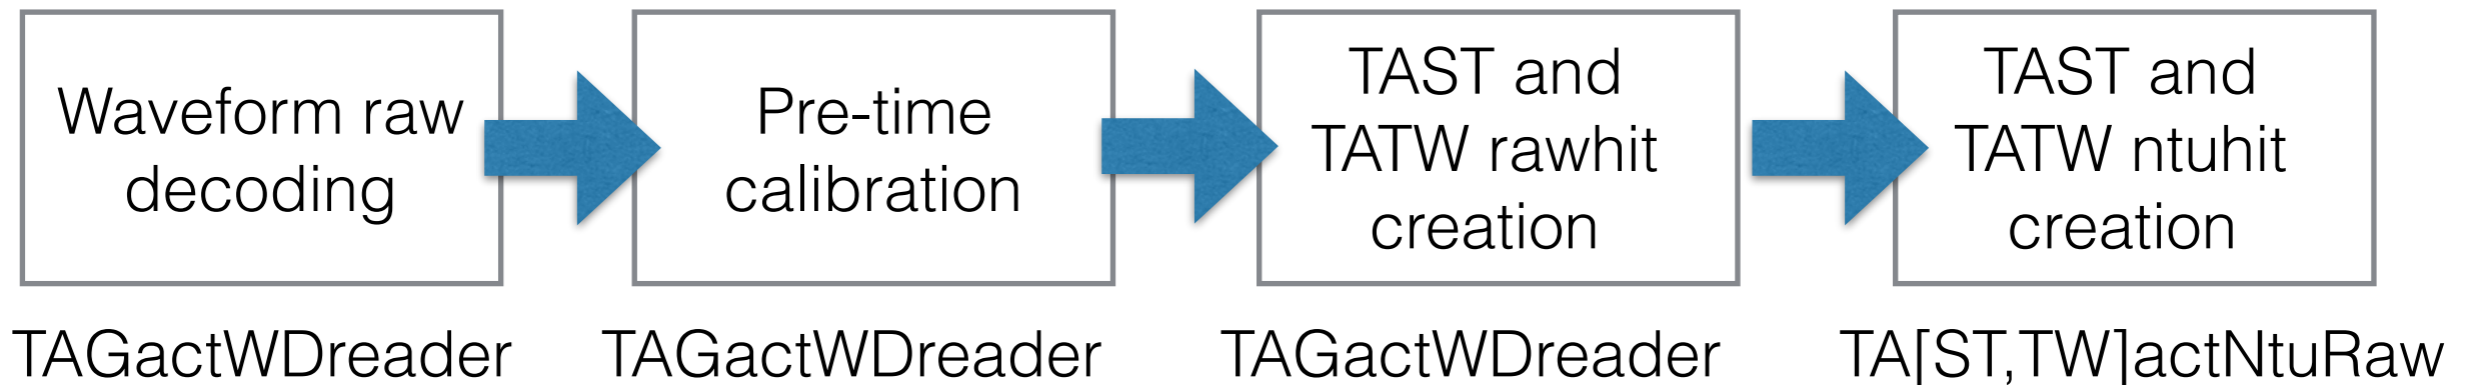 Waveform raw
decoding
Pre-time
calibration
TAST and
TATW rawhit
creation
TAST and
TATW ntuhit
creation
TAGactWDreader
TAGactWDreader
TAGactWDreader
TA[ST,TW]actNtuRaw